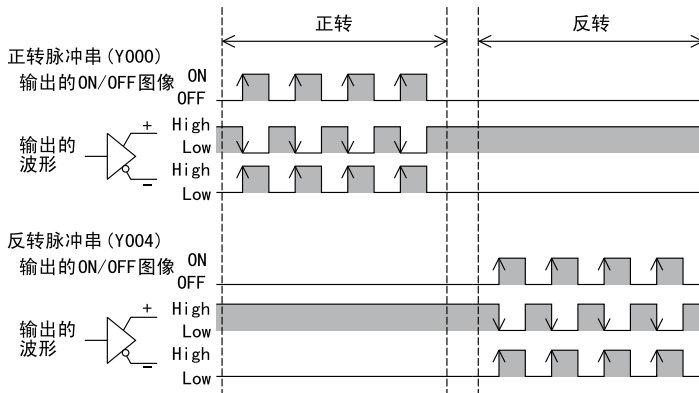 正转
反转
正转脉冲串(Y000)
输出的ON/OFF图像
ON
OFF
输出的
波形
+
−
High
Low
High
Low
反转脉冲串(Y004)
输出的ON/OFF图像
ON
OFF
输出的
波形
+
−
High
Low
High
Low